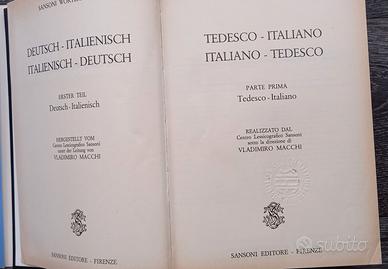 SANSONI
DEUTSCH - ITALIENISCH
ITALIENISCH - DEUTSCH
ERSTER TEIL
Deutsch-Italienisch
HERGESTELLT VOM
Centro Lessicografico Sansoni
unter der Leitung von
VLADIMIRO MACCHI
SANSONI EDITORE - FIRENZE
TEDESCO - ITALIANO
ITALIANO - TEDESCO
PARTE PRIMA
Tedesco-Italiano
REALIZZATO DAL
Centro Lessicografico Sansoni
sotto la direzione di
VLADIMIRO MACCHI
SANSONI EDITORE - FIRENZE
subito